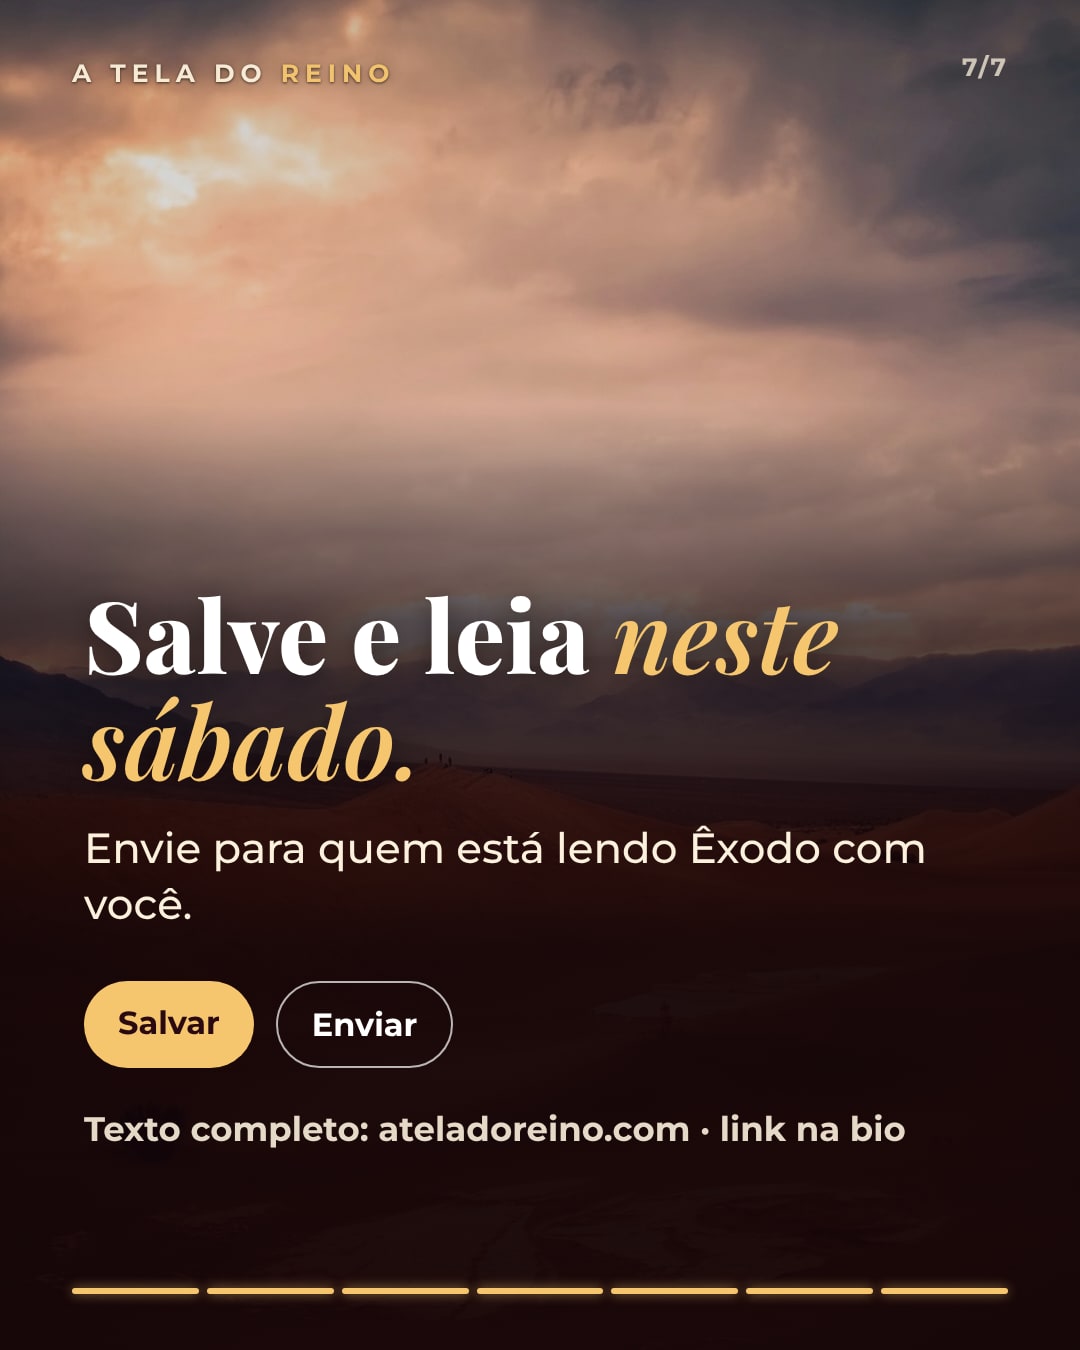 A TELA DO REINO
7/7
Salve e leia neste
sábado.
Envie para quem está lendo Êxodo com
você.
Salvar
Enviar
Texto completo: ateladoreino.com · link na bio